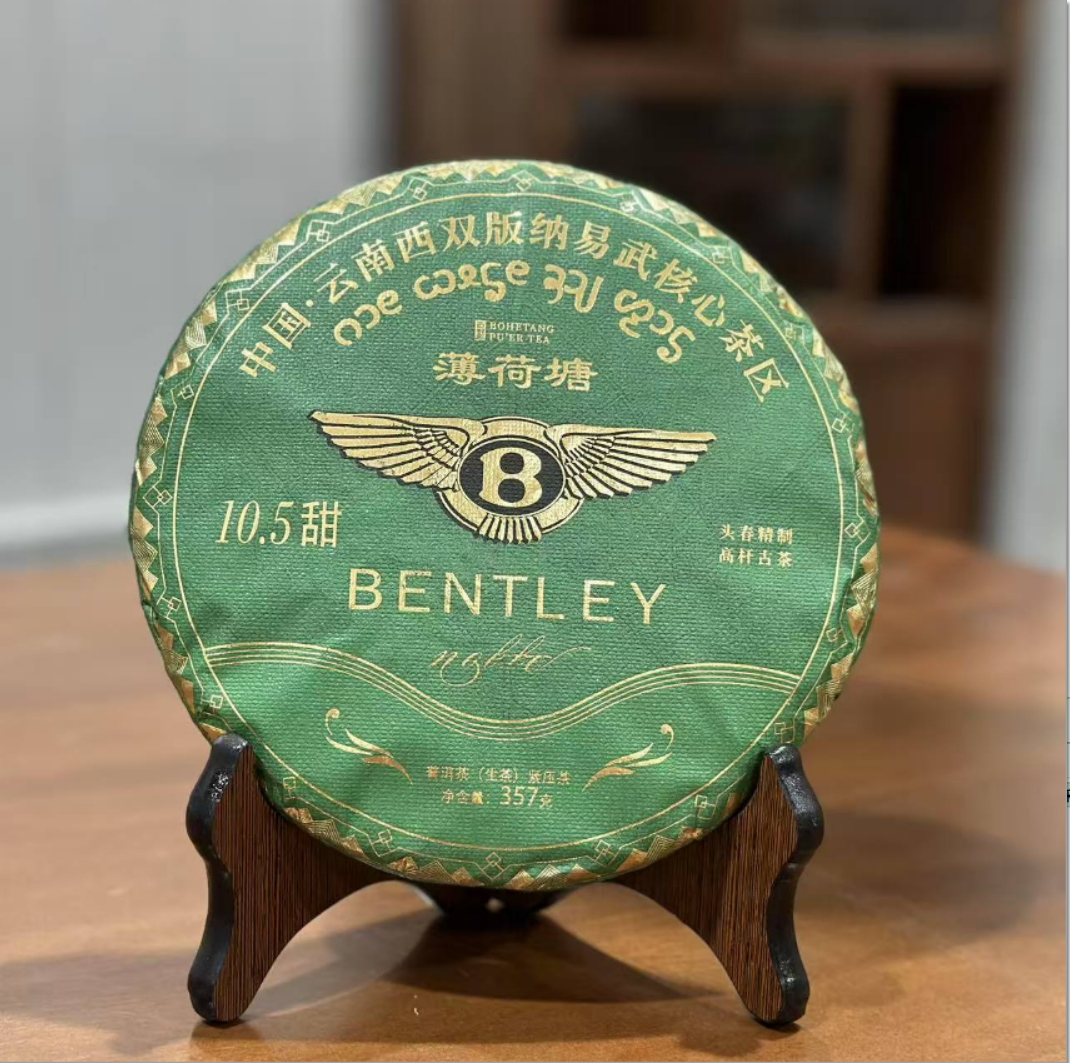 中国·云南西双版纳易武核心茶区
BOHETANG
PU'ER TEA
薄荷塘
B
10.5甜
头春精制
高杆古茶
BENTLEY
普洱茶（生茶）紧压茶
净含量：357克